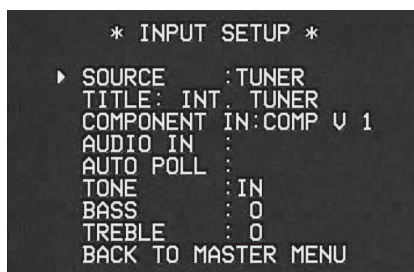 * INPUT SETUP *
SOURCE :TUNER
TITLE: INT. TUNER
COMPONENT IN:COMP V 1
AUDIO IN :
AUTO POLL :
TONE :IN
BASS : 0
TREBLE : 0
BACK TO MASTER MENU